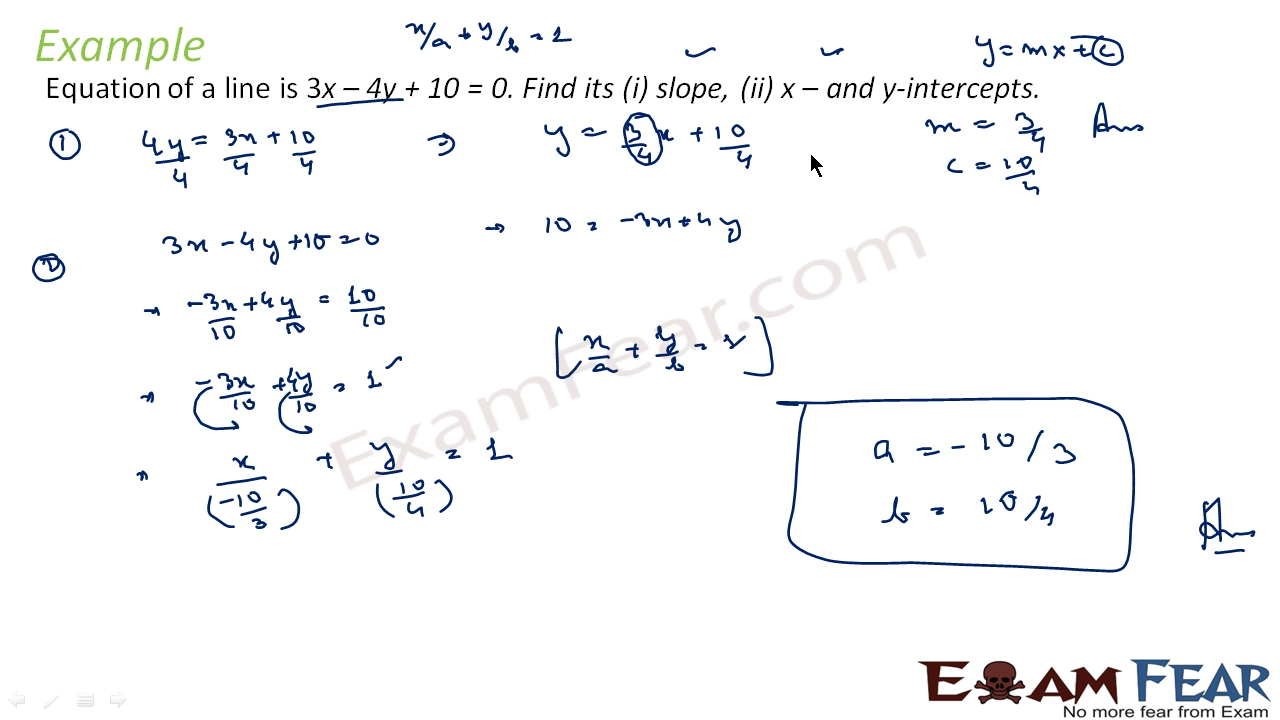 Example
x/a + y/b = 1
y = mx + c
Equation of a line is 3x – 4y + 10 = 0. Find its (i) slope, (ii) x – and y-intercepts.
① 4y/4 = 3x/4 + 10/4 ⇒ y = 3/4 x + 10/4
m = 3/4 Ans
c = 10/4
② 3x - 4y + 10 = 0 → 10 = -3x + 4y
→ -3x/10 + 4y/10 = 10/10
[x/a + y/b = 1]
→ -3x/10 + 4y/10 = 1
→ x/(-10/3) + y/(10/4) = 1
a = -10/3
b = 10/4
Ans
ExamFear.com
EXAM FEAR
No more fear from Exam